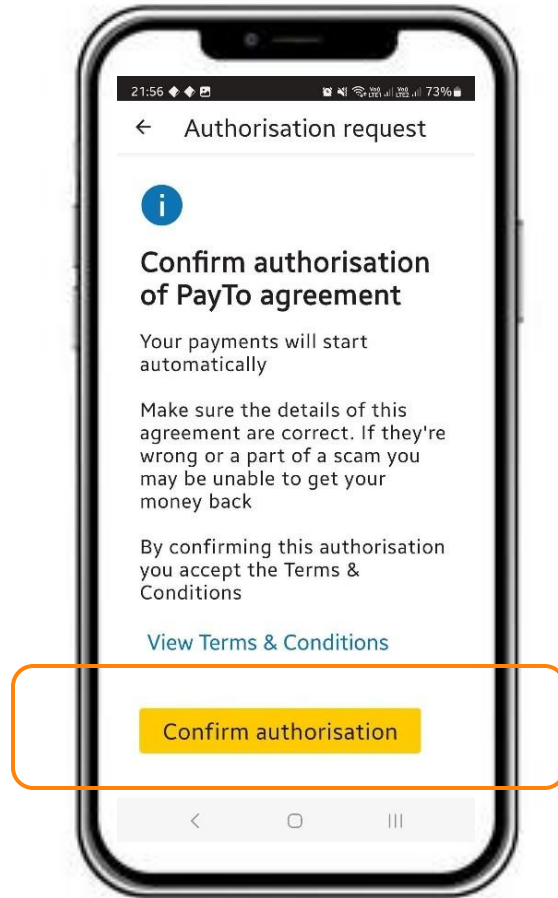 21:56 73%
Authorisation request
i
Confirm authorisation
of PayTo agreement
Your payments will start
automatically
Make sure the details of this
agreement are correct. If they're
wrong or a part of a scam you
may be unable to get your
money back
By confirming this authorisation
you accept the Terms &
Conditions
View Terms & Conditions
Confirm authorisation